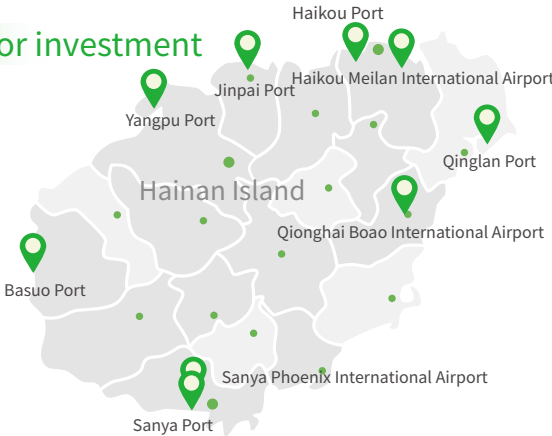 Haikou Port
or investment
Haikou Meilan International Airport
Jinpai Port
Yangpu Port
Qinglan Port
Hainan Island
Qionghai Boao International Airport
Basuo Port
Sanya Phoenix International Airport
Sanya Port